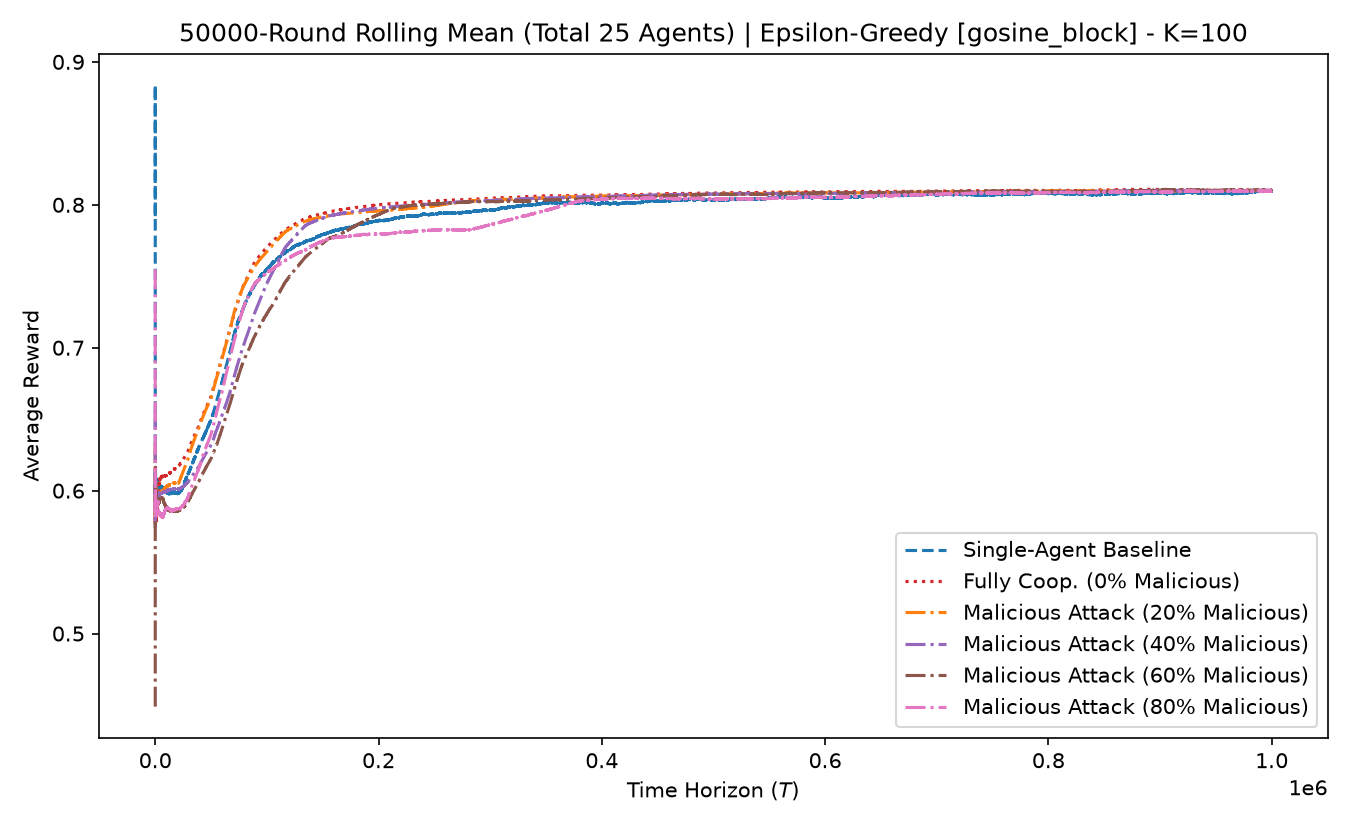 50000-Round Rolling Mean (Total 25 Agents) | Epsilon-Greedy [gosine_block] - K=100
Average Reward
0.9
0.8
0.7
0.6
0.5
Single-Agent Baseline
Fully Coop. (0% Malicious)
Malicious Attack (20% Malicious)
Malicious Attack (40% Malicious)
Malicious Attack (60% Malicious)
Malicious Attack (80% Malicious)
0.0 0.2 0.4 0.6 0.8 1.0
1e6
Time Horizon (T)